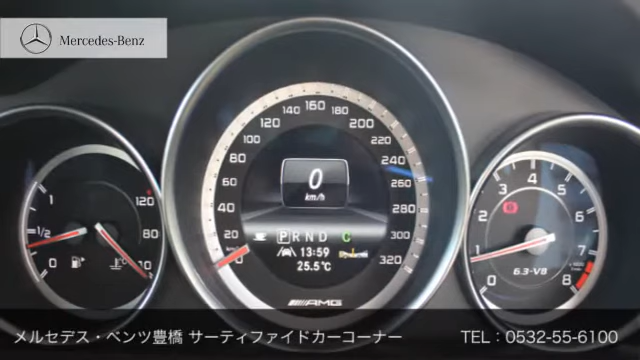 Mercedes-Benz
140 160 180
120 200
100 220
80 240
60 260
40 280
20 300
0 320
km/h
0
km/h
P R N D C
13:59
25.5℃
AMG
1
1/2
0
120
80
40
0 1 2 3 4 5 6 7 8
6.3-V8
メルセデス・ベンツ豊橋 サーティファイドカーコーナー TEL:0532-55-6100